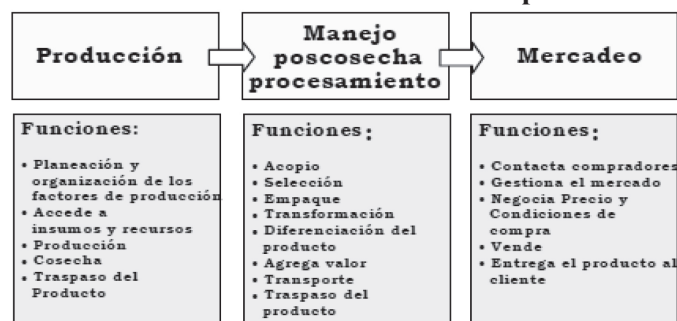 Producción
Manejo
poscosecha
procesamiento
Mercadeo
Funciones:
• Planeación y
organización de los
factores de producción
• Accede a
insumos y recursos
• Producción
• Cosecha
• Traspaso del
Producto
Funciones:
• Acopio
• Selección
• Empaque
• Transformación
• Diferenciación del
producto
• Agrega valor
• Transporte
• Traspaso del
producto
Funciones:
• Contacta compradores
• Gestiona el mercado
• Negocia Precio y
Condiciones de
compra
• Vende
• Entrega el producto al
cliente